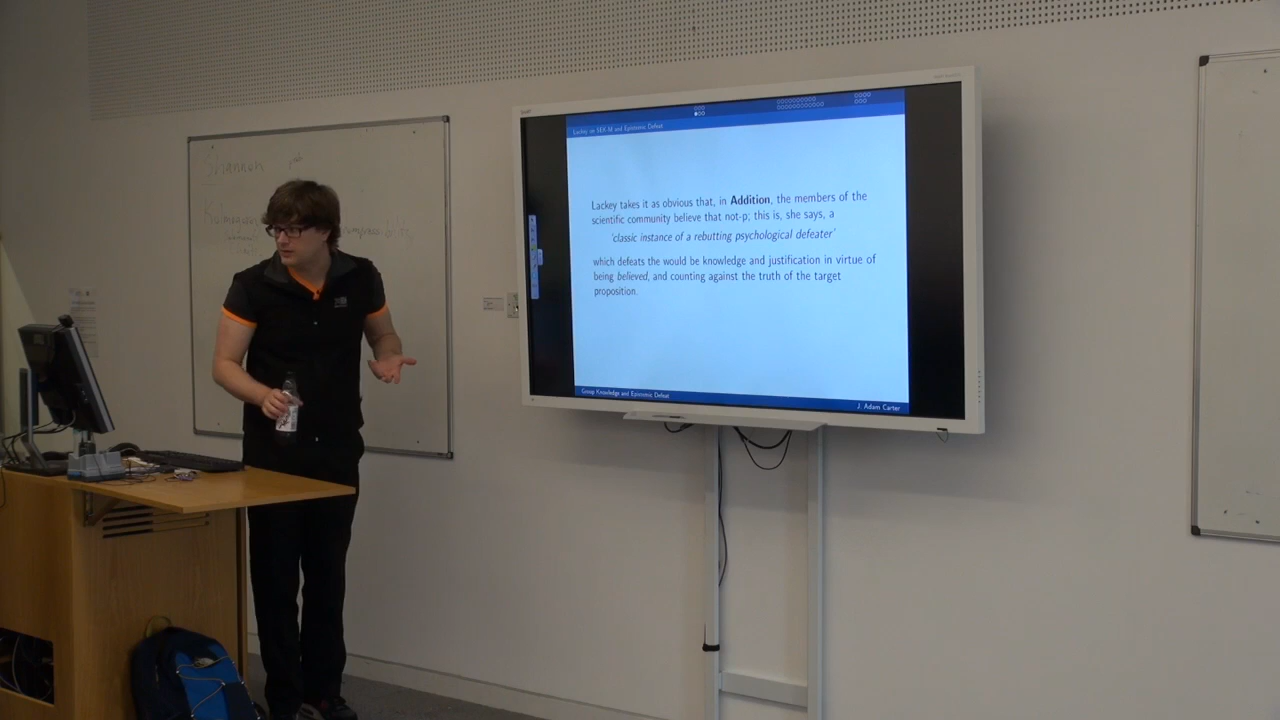 Shannon
Lackey on SEK-M and Epistemic Defeat
Lackey takes it as obvious that, in Addition, the members of the
scientific community believe that not-p; this is, she says, a
'classic instance of a rebutting psychological defeater'
which defeats the would be knowledge and justification in virtue of
being believed, and counting against the truth of the target
proposition.
Group Knowledge and Epistemic Defeat
J. Adam Carter